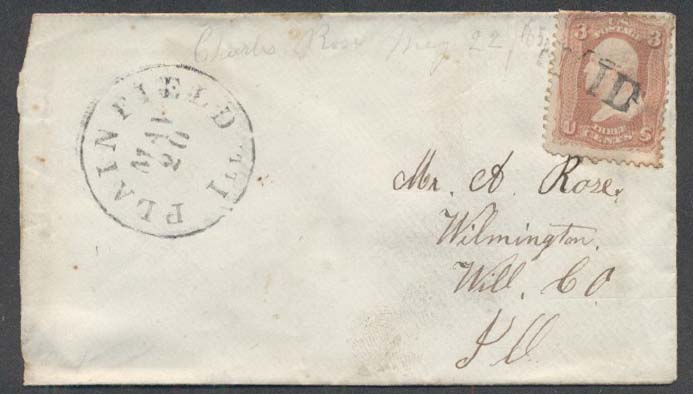 Charles Rose May 22, 65
PLAINFIELD ILL
MAY
20
3 U.S. 3
POSTAGE
PAID
U THREE S
CENTS
Mr. A. Rose.
Wilmington.
Will. CO
Ill.